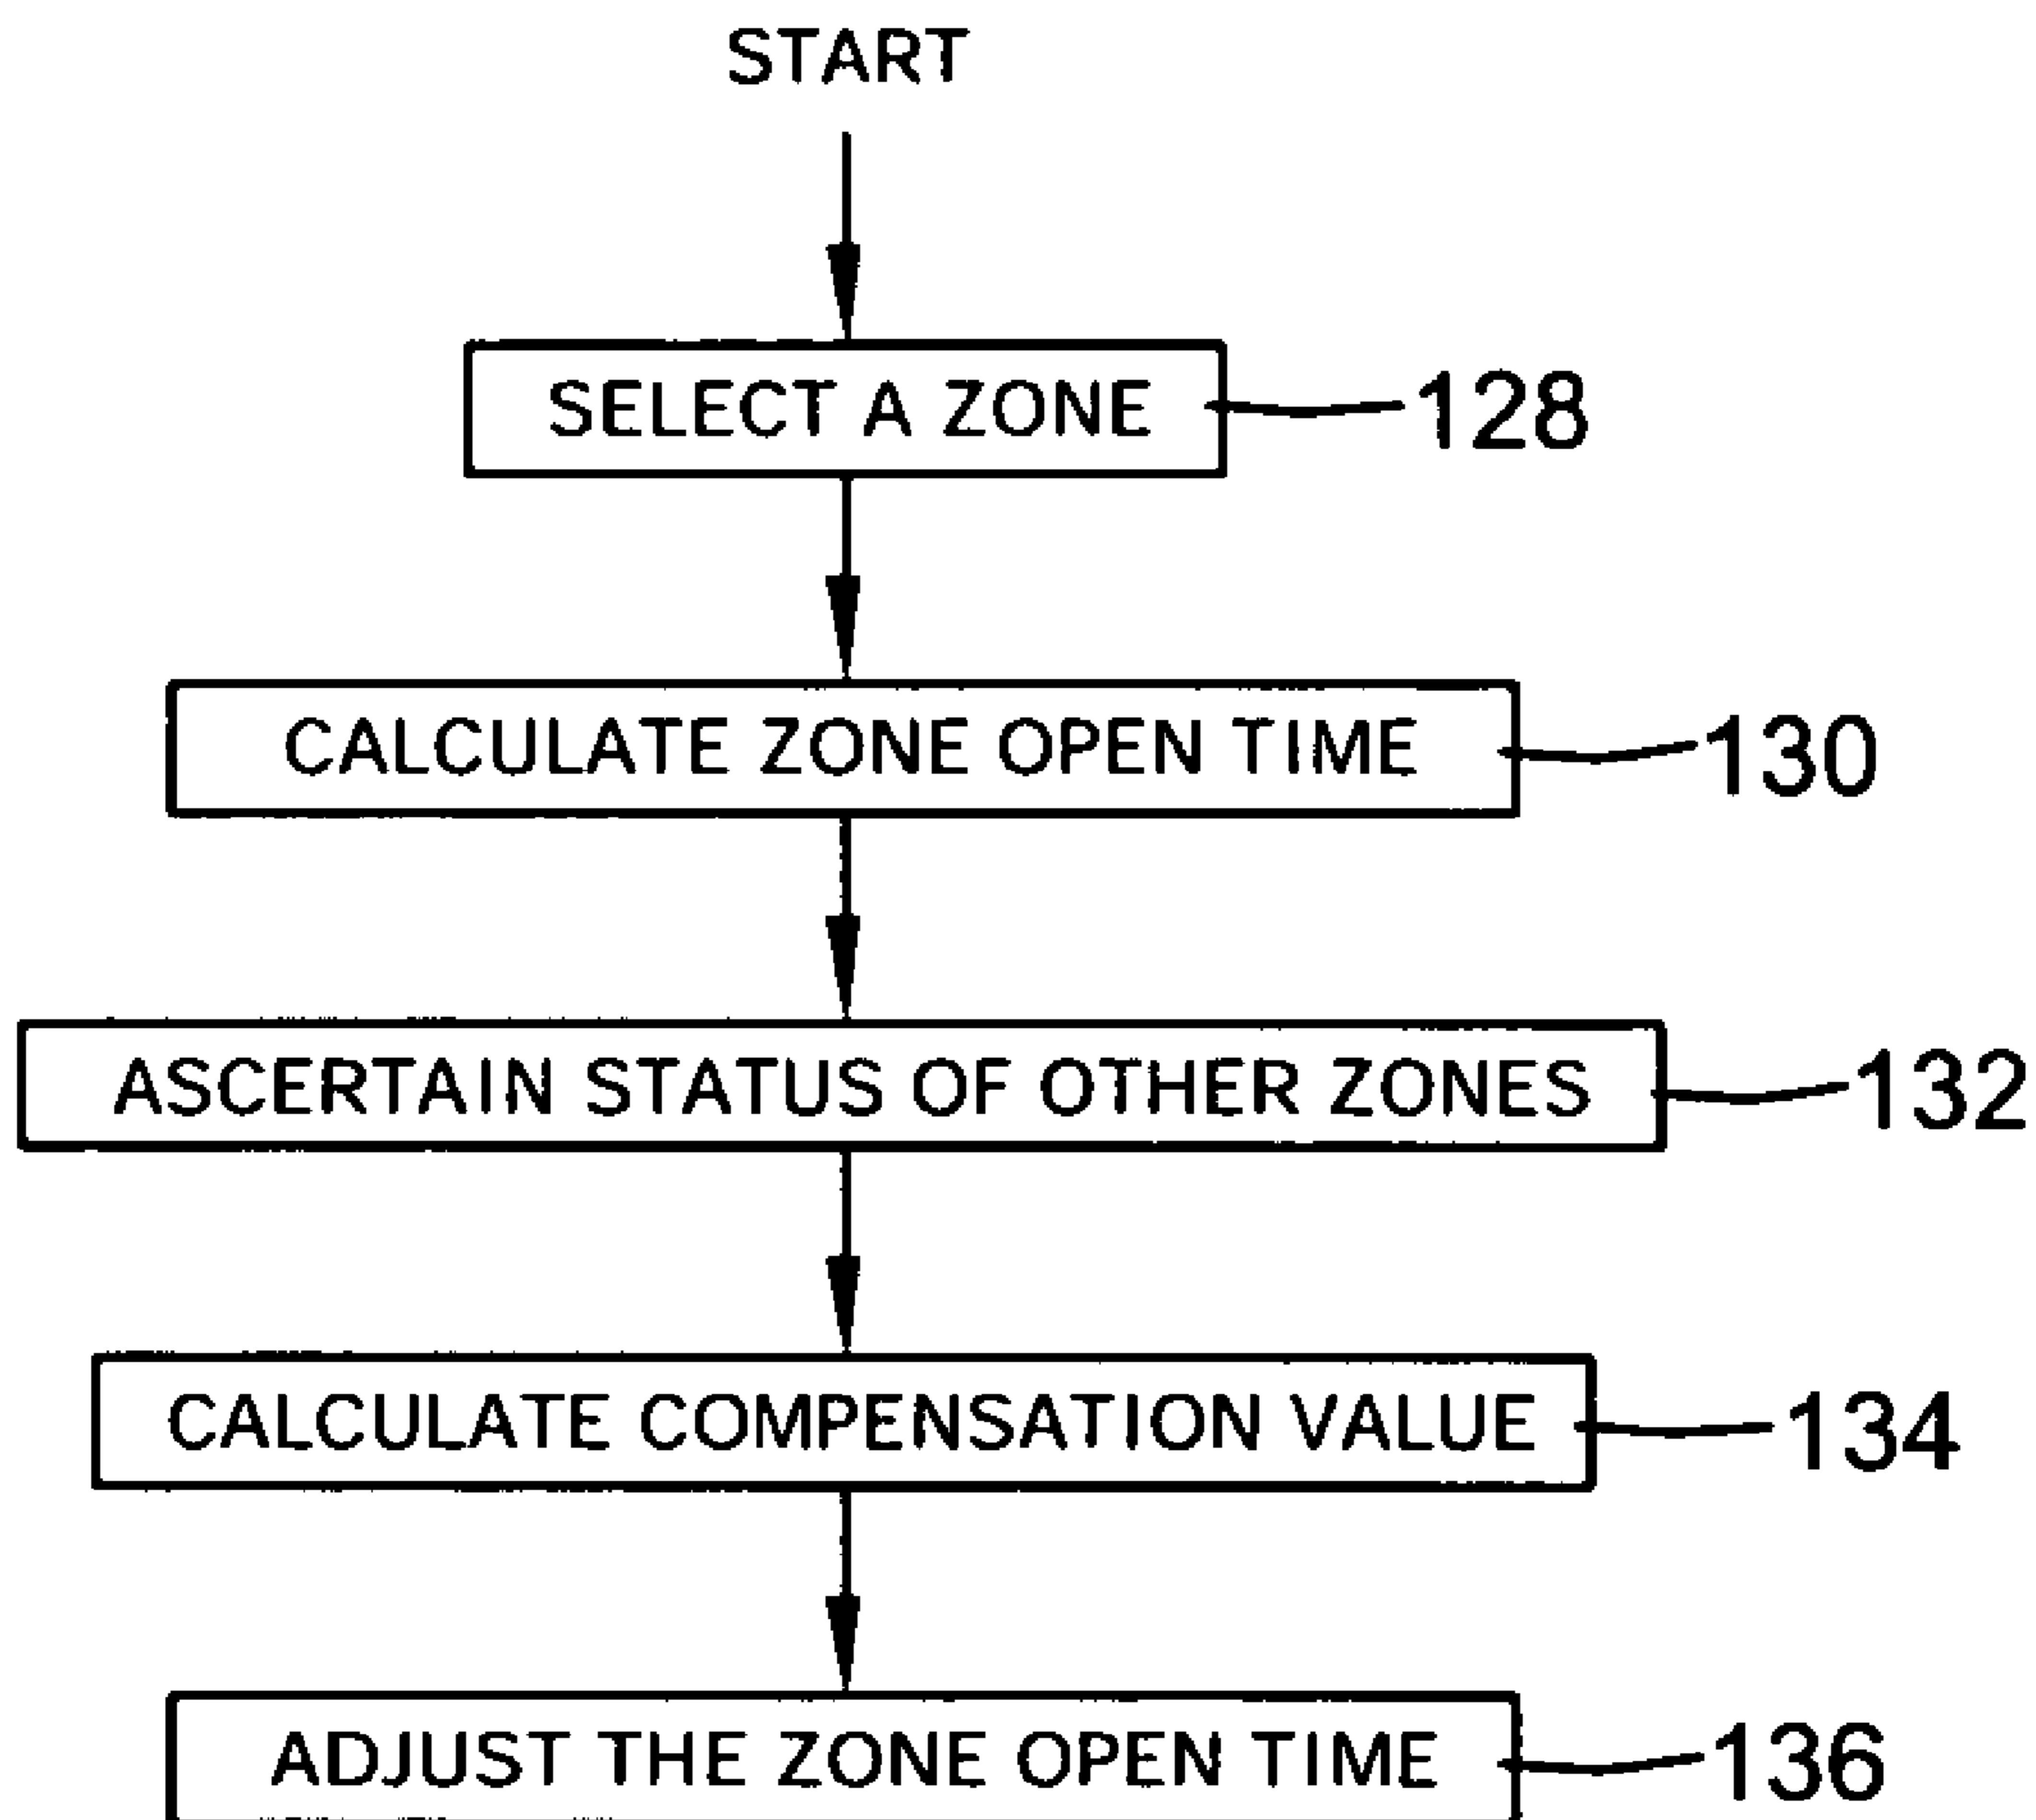 START
SELECT A ZONE
128
CALCULATE ZONE OPEN TIME
130
ASCERTAIN STATUS OF OTHER ZONES
132
CALCULATE COMPENSATION VALUE
134
ADJUST THE ZONE OPEN TIME
136